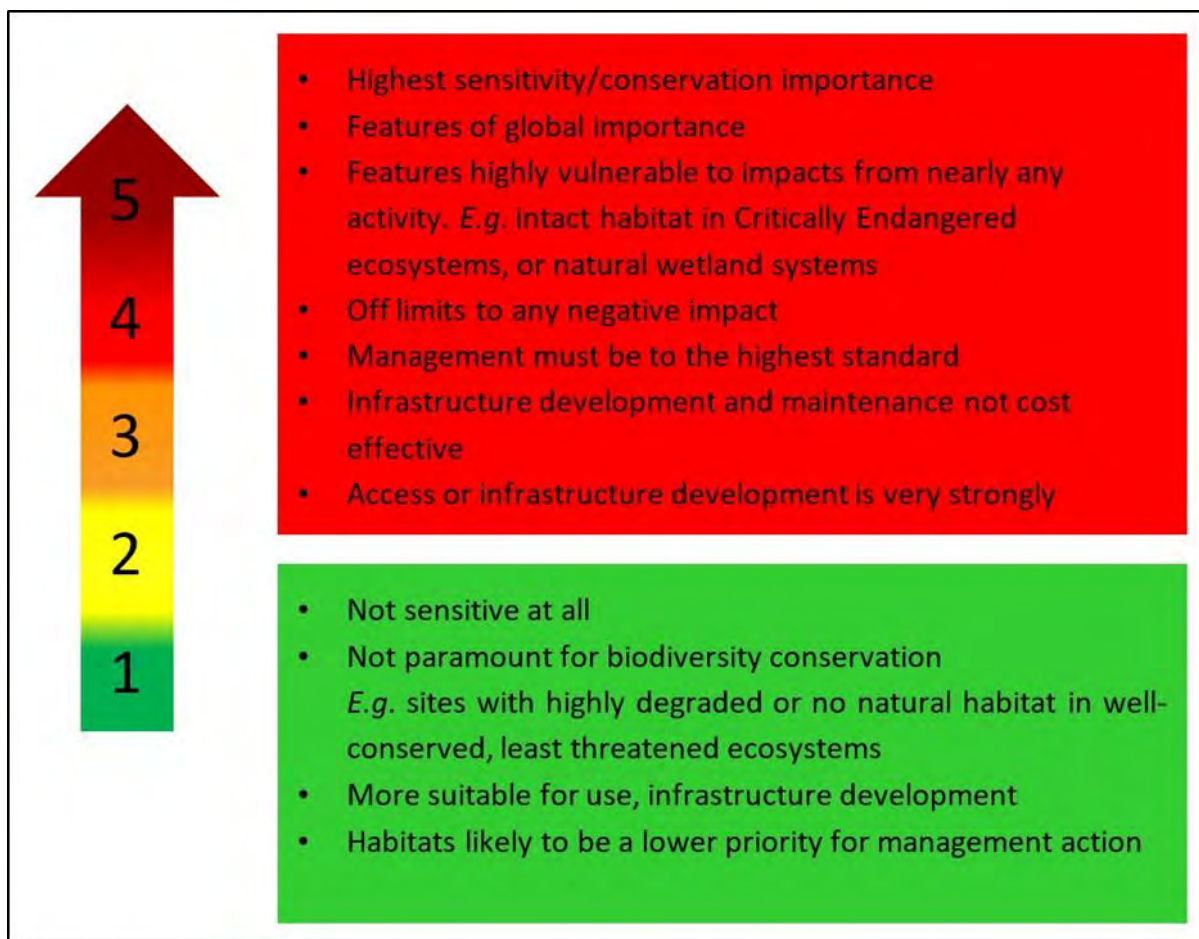 5
4
3
2
1
• Highest sensitivity/conservation importance
• Features of global importance
• Features highly vulnerable to impacts from nearly any
activity. E.g. intact habitat in Critically Endangered
ecosystems, or natural wetland systems
• Off limits to any negative impact
• Management must be to the highest standard
• Infrastructure development and maintenance not cost
effective
• Access or infrastructure development is very strongly
• Not sensitive at all
• Not paramount for biodiversity conservation
E.g. sites with highly degraded or no natural habitat in well-
conserved, least threatened ecosystems
• More suitable for use, infrastructure development
• Habitats likely to be a lower priority for management action